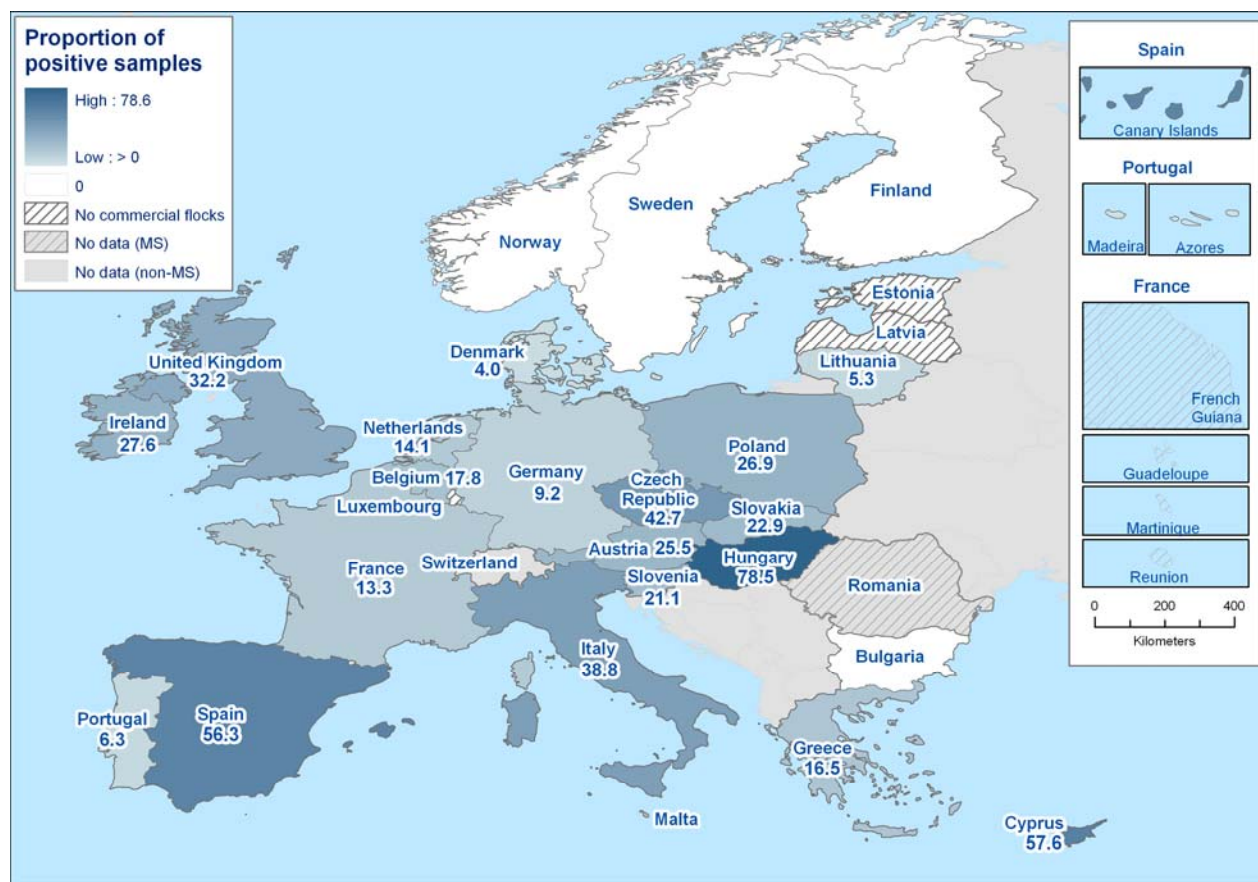 Proportion of
positive samples
High : 78.6
Low : > 0
0
No commercial flocks
No data (MS)
No data (non-MS)
Norway
Sweden
Finland
Estonia
Latvia
Lithuania
5.3
Denmark
4.0
United Kingdom
32.2
Ireland
27.6
Netherlands
14.1
Belgium 17.8
Luxembourg
Germany
9.2
Poland
26.9
Czech
Republic
42.7
Slovakia
22.9
Austria 25.5
Hungary
78.5
Switzerland
Slovenia
21.1
France
13.3
Romania
Italy
38.8
Bulgaria
Portugal
6.3
Spain
56.3
Greece
16.5
Malta
Cyprus
57.6
Spain
Canary Islands
Portugal
Madeira
Azores
France
French
Guiana
Guadeloupe
Martinique
Reunion
0 200 400
Kilometers